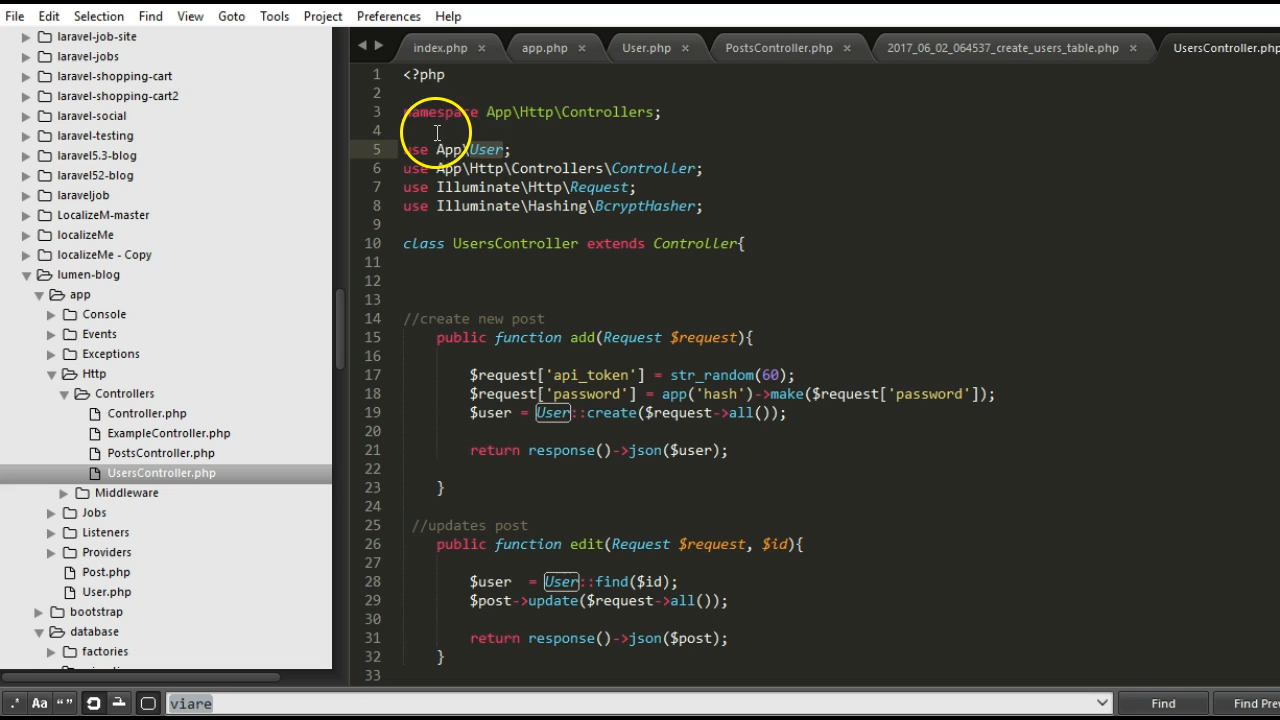 File Edit Selection Find View Goto Tools Project Preferences Help
laravel-job-site
laravel-jobs
laravel-shopping-cart
laravel-shopping-cart2
laravel-social
laravel-testing
laravel5.3-blog
laravel52-blog
laraveljob
LocalizeM-master
localizeMe
localizeMe - Copy
lumen-blog
app
Console
Events
Exceptions
Http
Controllers
Controller.php
ExampleController.php
PostsController.php
UsersController.php
Middleware
Jobs
Listeners
Providers
Post.php
User.php
bootstrap
database
factories
index.php × app.php × User.php × PostsController.php × 2017_06_02_064537_create_users_table.php × UsersController.php
1 <?php
2
3 namespace App\Http\Controllers;
4
5 use App\User;
6 use App\Http\Controllers\Controller;
7 use Illuminate\Http\Request;
8 use Illuminate\Hashing\BcryptHasher;
9
10 class UsersController extends Controller{
11
12
13
14 //create new post
15 public function add(Request $request){
16
17 $request['api_token'] = str_random(60);
18 $request['password'] = app('hash')->make($request['password']);
19 $user = User::create($request->all());
20
21 return response()->json($user);
22
23 }
24
25 //updates post
26 public function edit(Request $request, $id){
27
28 $user  = User::find($id);
29 $post->update($request->all());
30
31 return response()->json($post);
32 }
33
.* Aa “” viare Find Find Pre